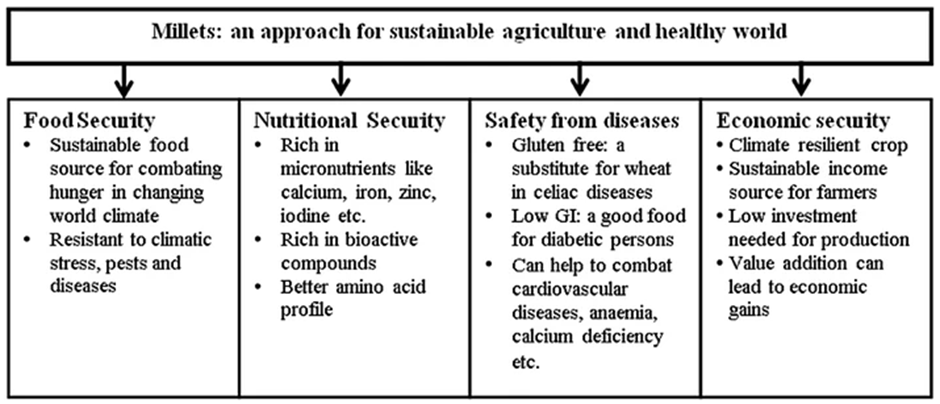 Millets: an approach for sustainable agriculture and healthy world
Food Security
• Sustainable food
source for combating
hunger in changing
world climate
• Resistant to climatic
stress, pests and
diseases
Nutritional Security
• Rich in
micronutrients like
calcium, iron, zinc,
iodine etc.
• Rich in bioactive
compounds
• Better amino acid
profile
Safety from diseases
• Gluten free: a
substitute for wheat
in celiac diseases
• Low GI: a good food
for diabetic persons
• Can help to combat
cardiovascular
diseases, anaemia,
calcium deficiency
etc.
Economic security
• Climate resilient crop
• Sustainable income
source for farmers
• Low investment
needed for production
• Value addition can
lead to economic
gains